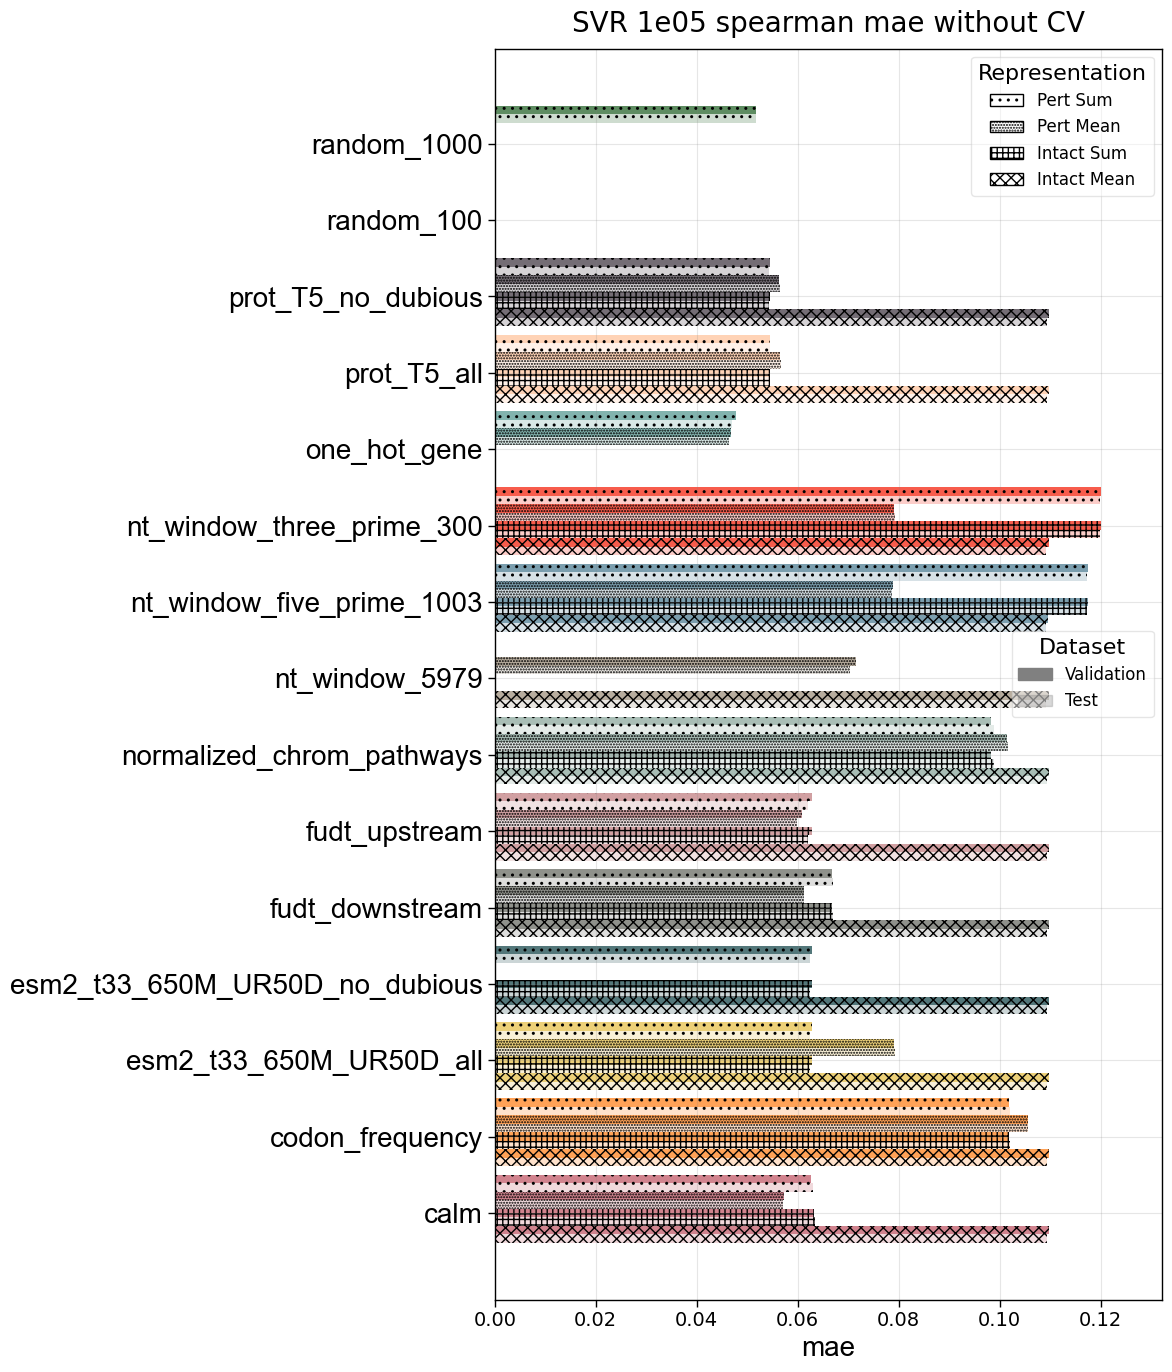 SVR 1e05 spearman mae without CV
Representation
Pert Sum
Pert Mean
Intact Sum
Intact Mean
random_1000
random_100
prot_T5_no_dubious
prot_T5_all
one_hot_gene
nt_window_three_prime_300
nt_window_five_prime_1003
Dataset
Validation
Test
nt_window_5979
normalized_chrom_pathways
fudt_upstream
fudt_downstream
esm2_t33_650M_UR50D_no_dubious
esm2_t33_650M_UR50D_all
codon_frequency
calm
0.00 0.02 0.04 0.06 0.08 0.10 0.12
mae